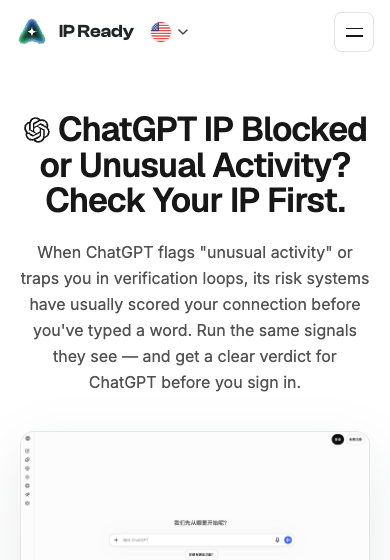 IP Ready
ChatGPT IP Blocked
or Unusual Activity?
Check Your IP First.
When ChatGPT flags "unusual activity" or
traps you in verification loops, its risk systems
have usually scored your connection before
you've typed a word. Run the same signals
they see — and get a clear verdict for
ChatGPT before you sign in.
我们先从哪里开始呢?